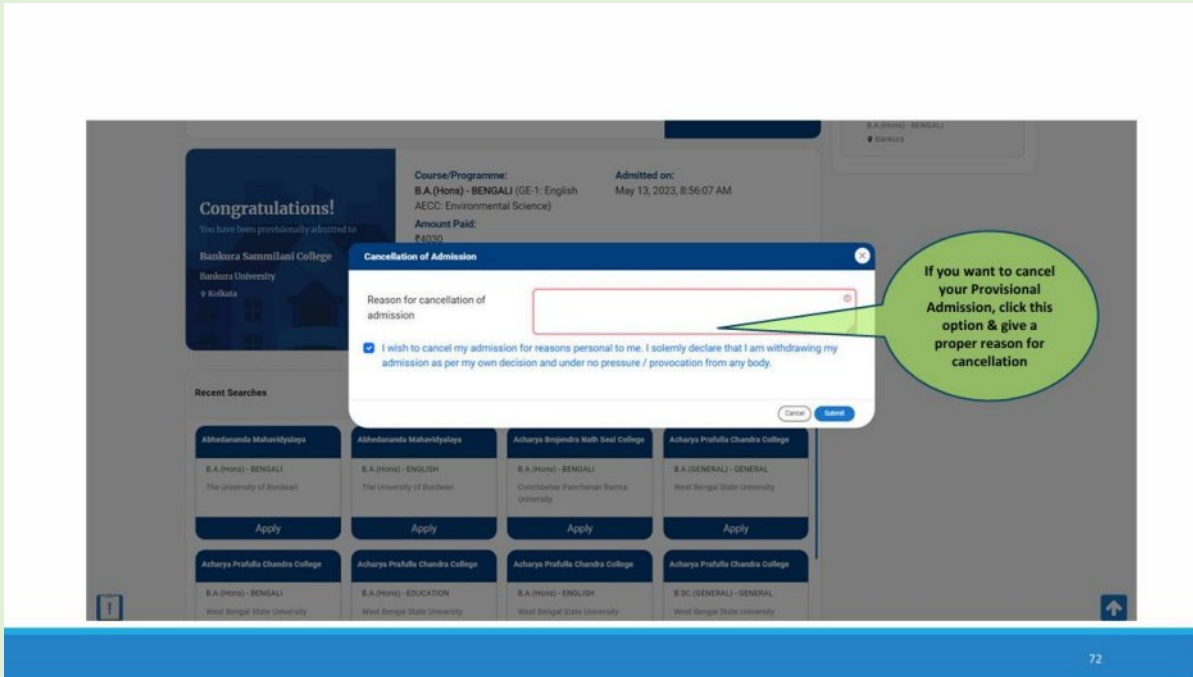 B.A.(Hons) - BENGALI
Bankura
Course/Programme:
B.A.(Hons) - BENGALI (GE-1: English
AECC: Environmental Science)
Amount Paid:
₹4030
Admitted on:
May 13, 2023, 8:56:07 AM
Congratulations!
You have been provisionally admitted to
Bankura Sammilani College
Bankura University
Kolkata
Cancellation of Admission
Reason for cancellation of
admission
I wish to cancel my admission for reasons personal to me. I solemly declare that I am withdrawing my
admission as per my own decision and under no pressure / provocation from any body.
Cancel
Submit
If you want to cancel
your Provisional
Admission, click this
option & give a
proper reason for
cancellation
Recent Searches
Abhedananda Mahavidyalaya
B.A.(Hons) - BENGALI
The University of Burdwan
Apply
Abhedananda Mahavidyalaya
B.A.(Hons) - ENGLISH
The University of Burdwan
Apply
Acharya Brojendra Nath Seal College
B.A.(Hons) - BENGALI
Coochbehar Panchanan Barma
University
Apply
Acharya Prafulla Chandra College
B.A.(GENERAL) - GENERAL
West Bengal State University
Apply
Acharya Prafulla Chandra College
B.A.(Hons) - BENGALI
West Bengal State University
Acharya Prafulla Chandra College
B.A.(Hons) - EDUCATION
West Bengal State University
Acharya Prafulla Chandra College
B.A.(Hons) - ENGLISH
West Bengal State University
Acharya Prafulla Chandra College
B.SC.(GENERAL) - GENERAL
West Bengal State University
72